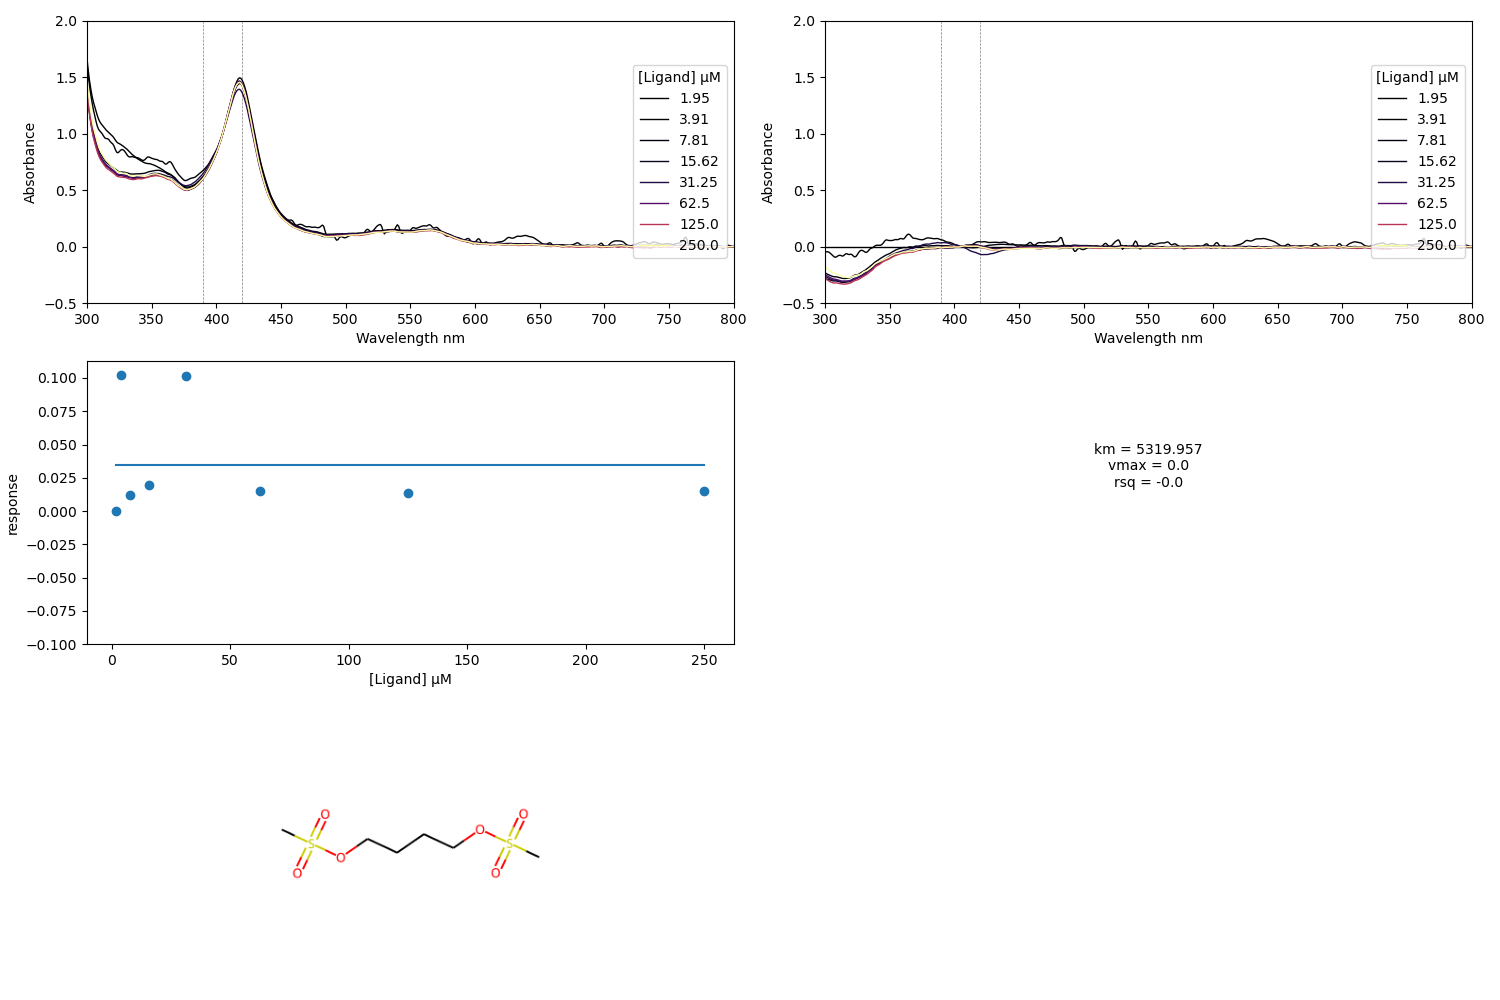 2.0
1.5
1.0
0.5
0.0
−0.5
Absorbance
300 350 400 450 500 550 600 650 700 750 800
Wavelength nm
[Ligand] µM
1.95
3.91
7.81
15.62
31.25
62.5
125.0
250.0
2.0
1.5
1.0
0.5
0.0
−0.5
Absorbance
300 350 400 450 500 550 600 650 700 750 800
Wavelength nm
[Ligand] µM
1.95
3.91
7.81
15.62
31.25
62.5
125.0
250.0
0.100
0.075
0.050
0.025
0.000
−0.025
−0.050
−0.075
−0.100
response
0 50 100 150 200 250
[Ligand] µM
km = 5319.957
vmax = 0.0
rsq = -0.0
O O
S O O S
O O